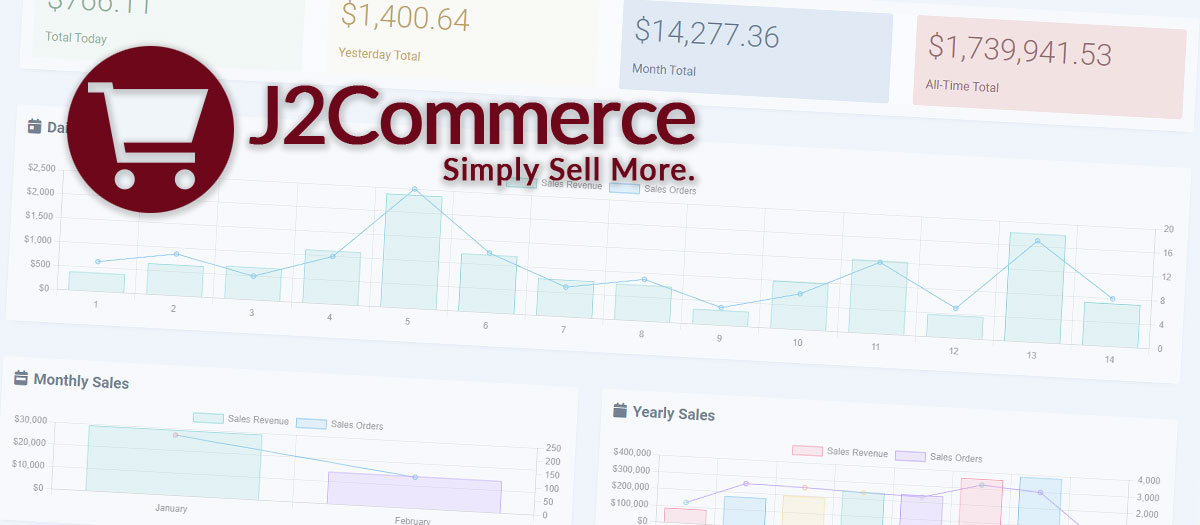 $766.11
Total Today
$1,400.64
Yesterday Total
$14,277.36
Month Total
$1,739,941.53
All-Time Total
J2Commerce
Simply Sell More.
Sales Revenue
Sales Orders
$2,500
$2,000
$1,500
$1,000
$500
$0
20
16
12
8
4
0
1 2 3 4 5 6 7 8 9 10 11 12 13 14
Monthly Sales
Sales Revenue
Sales Orders
$30,000
$20,000
$10,000
$0
250
200
150
100
50
0
January
February
Yearly Sales
Sales Revenue
Sales Orders
$400,000
$300,000
$200,000
$100,000
$0
4,000
3,000
2,000